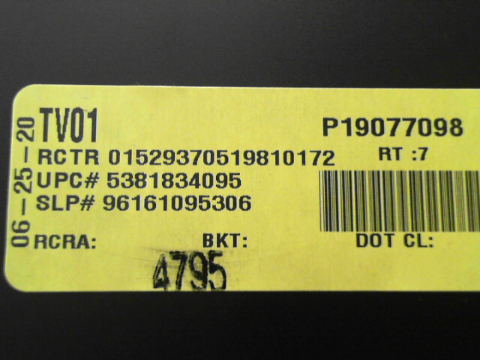 TV01 P19077098
RCTR 01529370519810172 RT :7
UPC# 5381834095
SLP# 96161095306
RCRA: BKT: DOT CL:
4795
06-25-20